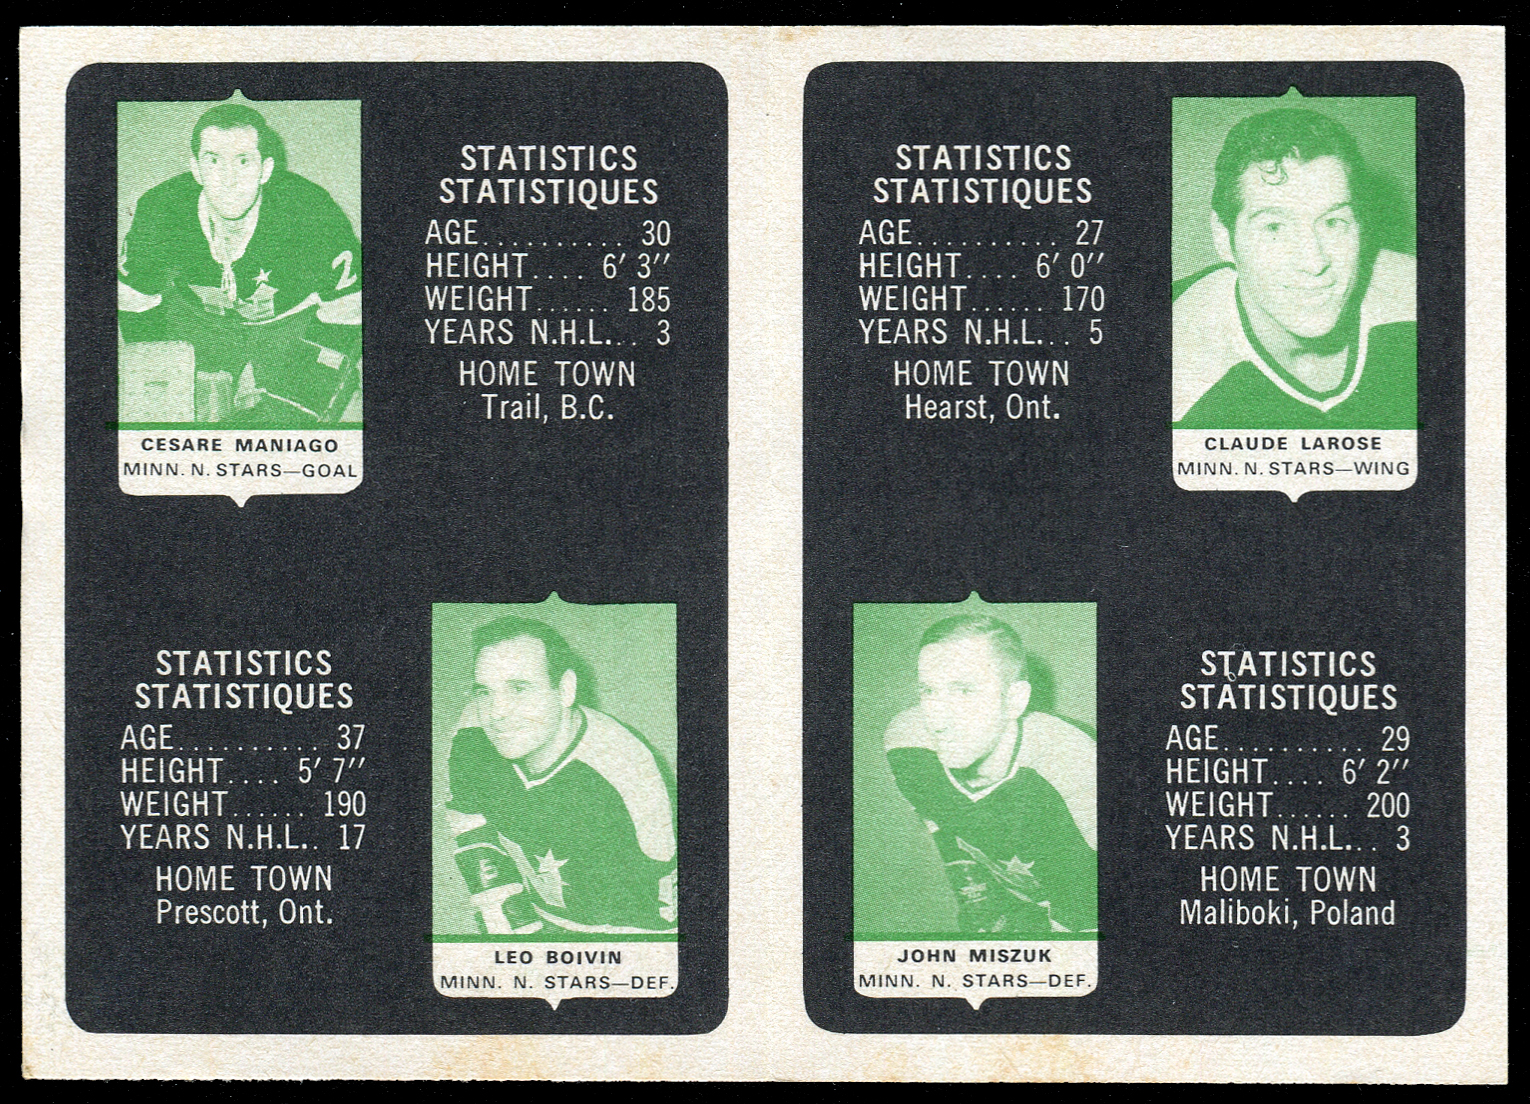 STATISTICS
STATISTIQUES
AGE.......... 30
HEIGHT.... 6′ 3″
WEIGHT...... 185
YEARS N.H.L... 3
HOME TOWN
Trail, B.C.
2
CESARE MANIAGO
MINN. N. STARS—GOAL
STATISTICS
STATISTIQUES
AGE.......... 37
HEIGHT.... 5′ 7″
WEIGHT...... 190
YEARS N.H.L.. 17
HOME TOWN
Prescott, Ont.
LEO BOIVIN
MINN. N. STARS—DEF.
STATISTICS
STATISTIQUES
AGE.......... 27
HEIGHT.... 6′ 0″
WEIGHT...... 170
YEARS N.H.L... 5
HOME TOWN
Hearst, Ont.
CLAUDE LAROSE
MINN. N. STARS—WING
JOHN MISZUK
MINN. N. STARS—DEF.
STATISTICS
STATISTIQUES
AGE.......... 29
HEIGHT.... 6′ 2″
WEIGHT...... 200
YEARS N.H.L... 3
HOME TOWN
Maliboki, Poland